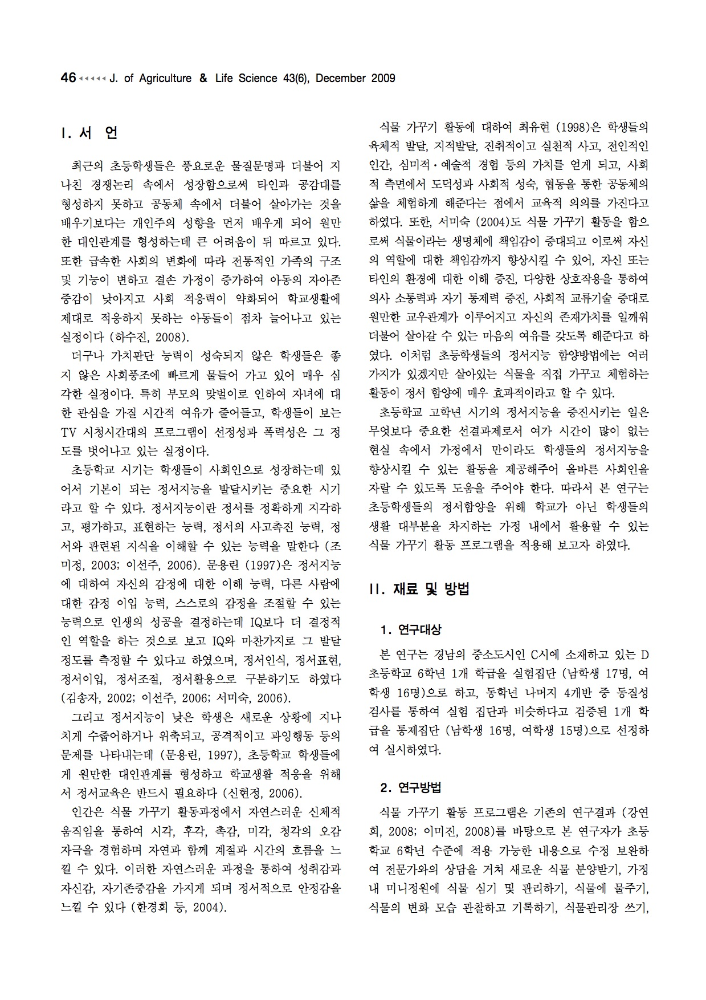 46 ◂◂◂◂◂ J. of Agriculture & Life Science 43(6), December 2009
I. 서 언
최근의 초등학생들은 풍요로운 물질문명과 더불어 지
나친 경쟁논리 속에서 성장함으로써 타인과 공감대를
형성하지 못하고 공동체 속에서 더불어 살아가는 것을
배우기보다는 개인주의 성향을 먼저 배우게 되어 원만
한 대인관계를 형성하는데 큰 어려움이 뒤 따르고 있다.
또한 급속한 사회의 변화에 따라 전통적인 가족의 구조
및 기능이 변하고 결손 가정이 증가하여 아동의 자아존
중감이 낮아지고 사회 적응력이 약화되어 학교생활에
제대로 적응하지 못하는 아동들이 점차 늘어나고 있는
실정이다 (하수진, 2008).
더구나 가치판단 능력이 성숙되지 않은 학생들은 좋
지 않은 사회풍조에 빠르게 물들어 가고 있어 매우 심
각한 실정이다. 특히 부모의 맞벌이로 인하여 자녀에 대
한 관심을 가질 시간적 여유가 줄어들고, 학생들이 보는
TV 시청시간대의 프로그램이 선정성과 폭력성은 그 정
도를 벗어나고 있는 실정이다.
초등학교 시기는 학생들이 사회인으로 성장하는데 있
어서 기본이 되는 정서지능을 발달시키는 중요한 시기
라고 할 수 있다. 정서지능이란 정서를 정확하게 지각하
고, 평가하고, 표현하는 능력, 정서의 사고촉진 능력, 정
서와 관련된 지식을 이해할 수 있는 능력을 말한다 (조
미정, 2003; 이선주, 2006). 문용린 (1997)은 정서지능
에 대하여 자신의 감정에 대한 이해 능력, 다른 사람에
대한 감정 이입 능력, 스스로의 감정을 조절할 수 있는
능력으로 인생의 성공을 결정하는데 IQ보다 더 결정적
인 역할을 하는 것으로 보고 IQ와 마찬가지로 그 발달
정도를 측정할 수 있다고 하였으며, 정서인식, 정서표현,
정서이입, 정서조절, 정서활용으로 구분하기도 하였다
(김송자, 2002; 이선주, 2006; 서미숙, 2006).
그리고 정서지능이 낮은 학생은 새로운 상황에 지나
치게 수줍어하거나 위축되고, 공격적이고 과잉행동 등의
문제를 나타내는데 (문용린, 1997), 초등학교 학생들에
게 원만한 대인관계를 형성하고 학교생활 적응을 위해
서 정서교육은 반드시 필요하다 (신현정, 2006).
인간은 식물 가꾸기 활동과정에서 자연스러운 신체적
움직임을 통하여 시각, 후각, 촉감, 미각, 청각의 오감
자극을 경험하며 자연과 함께 계절과 시간의 흐름을 느
낄 수 있다. 이러한 자연스러운 과정을 통하여 성취감과
자신감, 자기존중감을 가지게 되며 정서적으로 안정감을
느낄 수 있다 (한경희 등, 2004).
식물 가꾸기 활동에 대하여 최유현 (1998)은 학생들의
육체적 발달, 지적발달, 진취적이고 실천적 사고, 전인적인
인간, 심미적·예술적 경험 등의 가치를 얻게 되고, 사회
적 측면에서 도덕성과 사회적 성숙, 협동을 통한 공동체의
삶을 체험하게 해준다는 점에서 교육적 의의를 가진다고
하였다. 또한, 서미숙 (2004)도 식물 가꾸기 활동을 함으
로써 식물이라는 생명체에 책임감이 증대되고 이로써 자신
의 역할에 대한 책임감까지 향상시킬 수 있어, 자신 또는
타인의 환경에 대한 이해 증진, 다양한 상호작용을 통하여
의사 소통력과 자기 통제력 증진, 사회적 교류기술 증대로
원만한 교우관계가 이루어지고 자신의 존재가치를 일깨워
더불어 살아갈 수 있는 마음의 여유를 갖도록 해준다고 하
였다. 이처럼 초등학생들의 정서지능 함양방법에는 여러
가지가 있겠지만 살아있는 식물을 직접 가꾸고 체험하는
활동이 정서 함양에 매우 효과적이라고 할 수 있다.
초등학교 고학년 시기의 정서지능을 증진시키는 일은
무엇보다 중요한 선결과제로서 여가 시간이 많이 없는
현실 속에서 가정에서 만이라도 학생들의 정서지능을
향상시킬 수 있는 활동을 제공해주어 올바른 사회인을
자랄 수 있도록 도움을 주어야 한다. 따라서 본 연구는
초등학생들의 정서함양을 위해 학교가 아닌 학생들의
생활 대부분을 차지하는 가정 내에서 활용할 수 있는
식물 가꾸기 활동 프로그램을 적용해 보고자 하였다.
II. 재료 및 방법
1. 연구대상
본 연구는 경남의 중소도시인 C시에 소재하고 있는 D
초등학교 6학년 1개 학급을 실험집단 (남학생 17명, 여
학생 16명)으로 하고, 동학년 나머지 4개반 중 동질성
검사를 통하여 실험 집단과 비슷하다고 검증된 1개 학
급을 통제집단 (남학생 16명, 여학생 15명)으로 선정하
여 실시하였다.
2. 연구방법
식물 가꾸기 활동 프로그램은 기존의 연구결과 (강연
희, 2008; 이미진, 2008)를 바탕으로 본 연구자가 초등
학교 6학년 수준에 적용 가능한 내용으로 수정 보완하
여 전문가와의 상담을 거쳐 새로운 식물 분양받기, 가정
내 미니정원에 식물 심기 및 관리하기, 식물에 물주기,
식물의 변화 모습 관찰하고 기록하기, 식물관리장 쓰기,